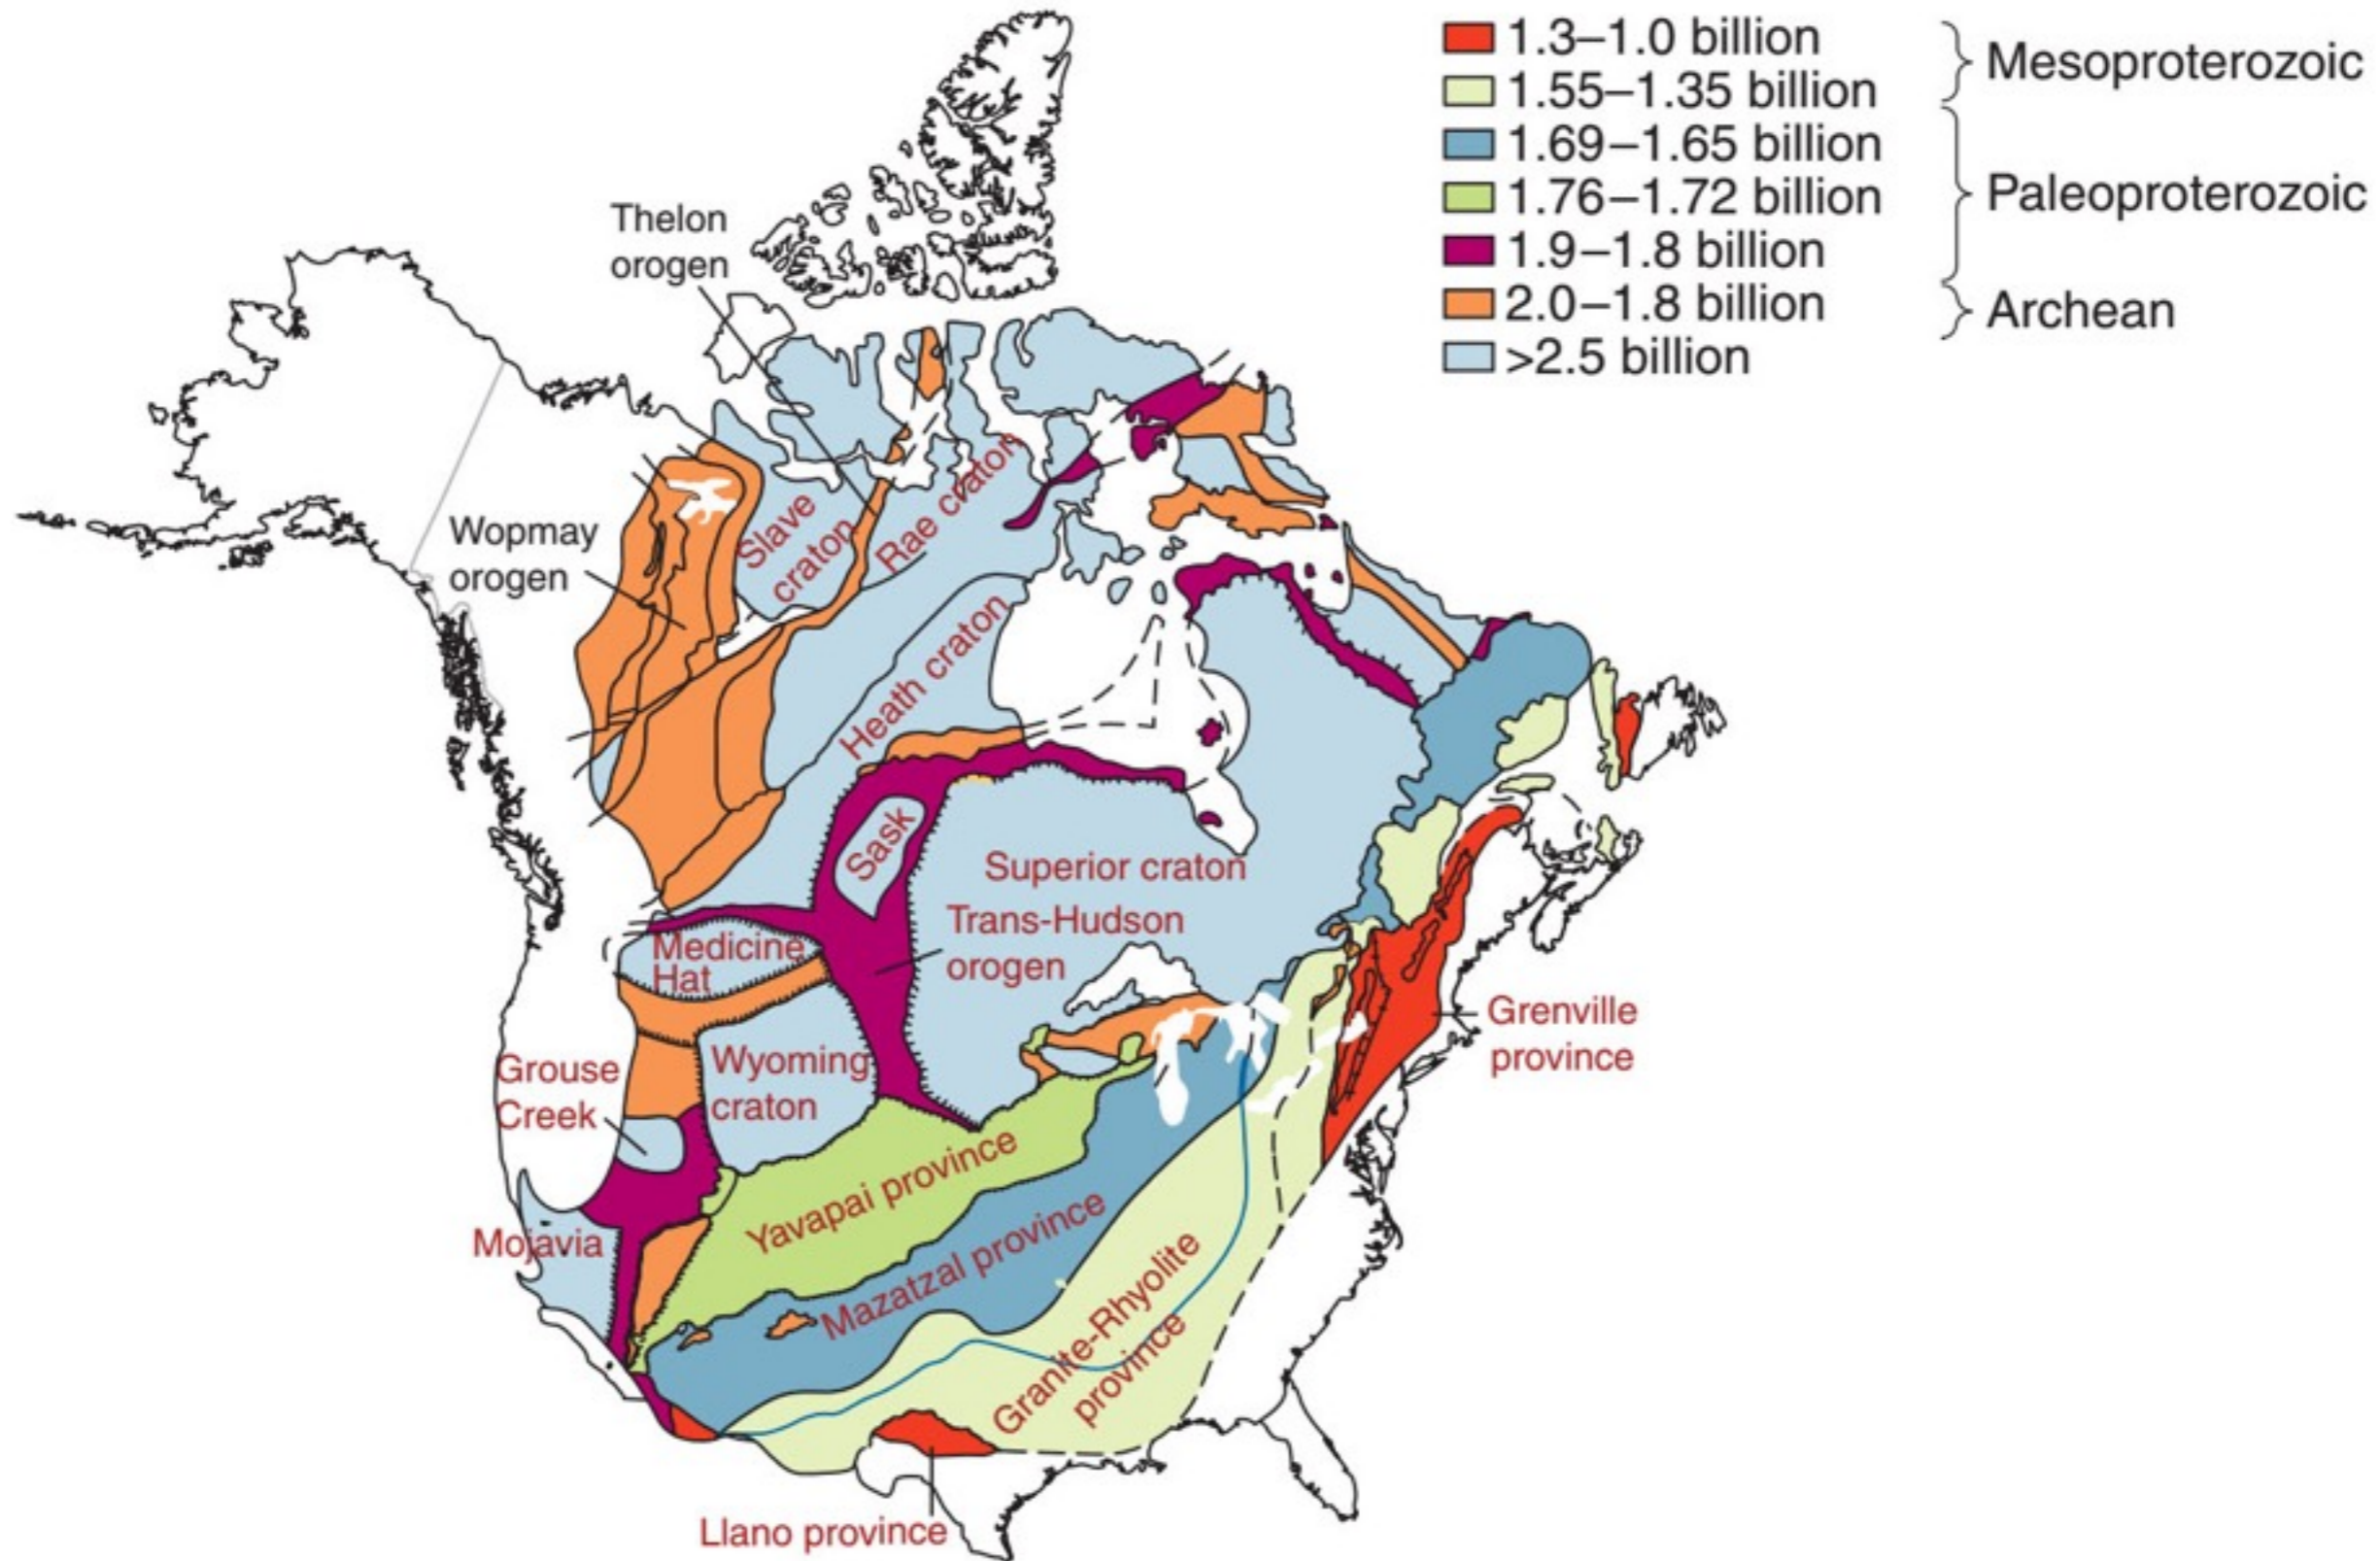 1.3–1.0 billion
1.55–1.35 billion
1.69–1.65 billion
1.76–1.72 billion
1.9–1.8 billion
2.0–1.8 billion
>2.5 billion
Mesoproterozoic
Paleoproterozoic
Archean
Thelon
orogen
Wopmay
orogen
Slave
craton
Rae craton
Heath craton
Sask
Superior craton
Trans-Hudson
orogen
Medicine
Hat
Wyoming
craton
Grouse
Creek
Grenville
province
Mojavia
Yavapai province
Mazatzal province
Granite-Rhyolite
province
Llano province